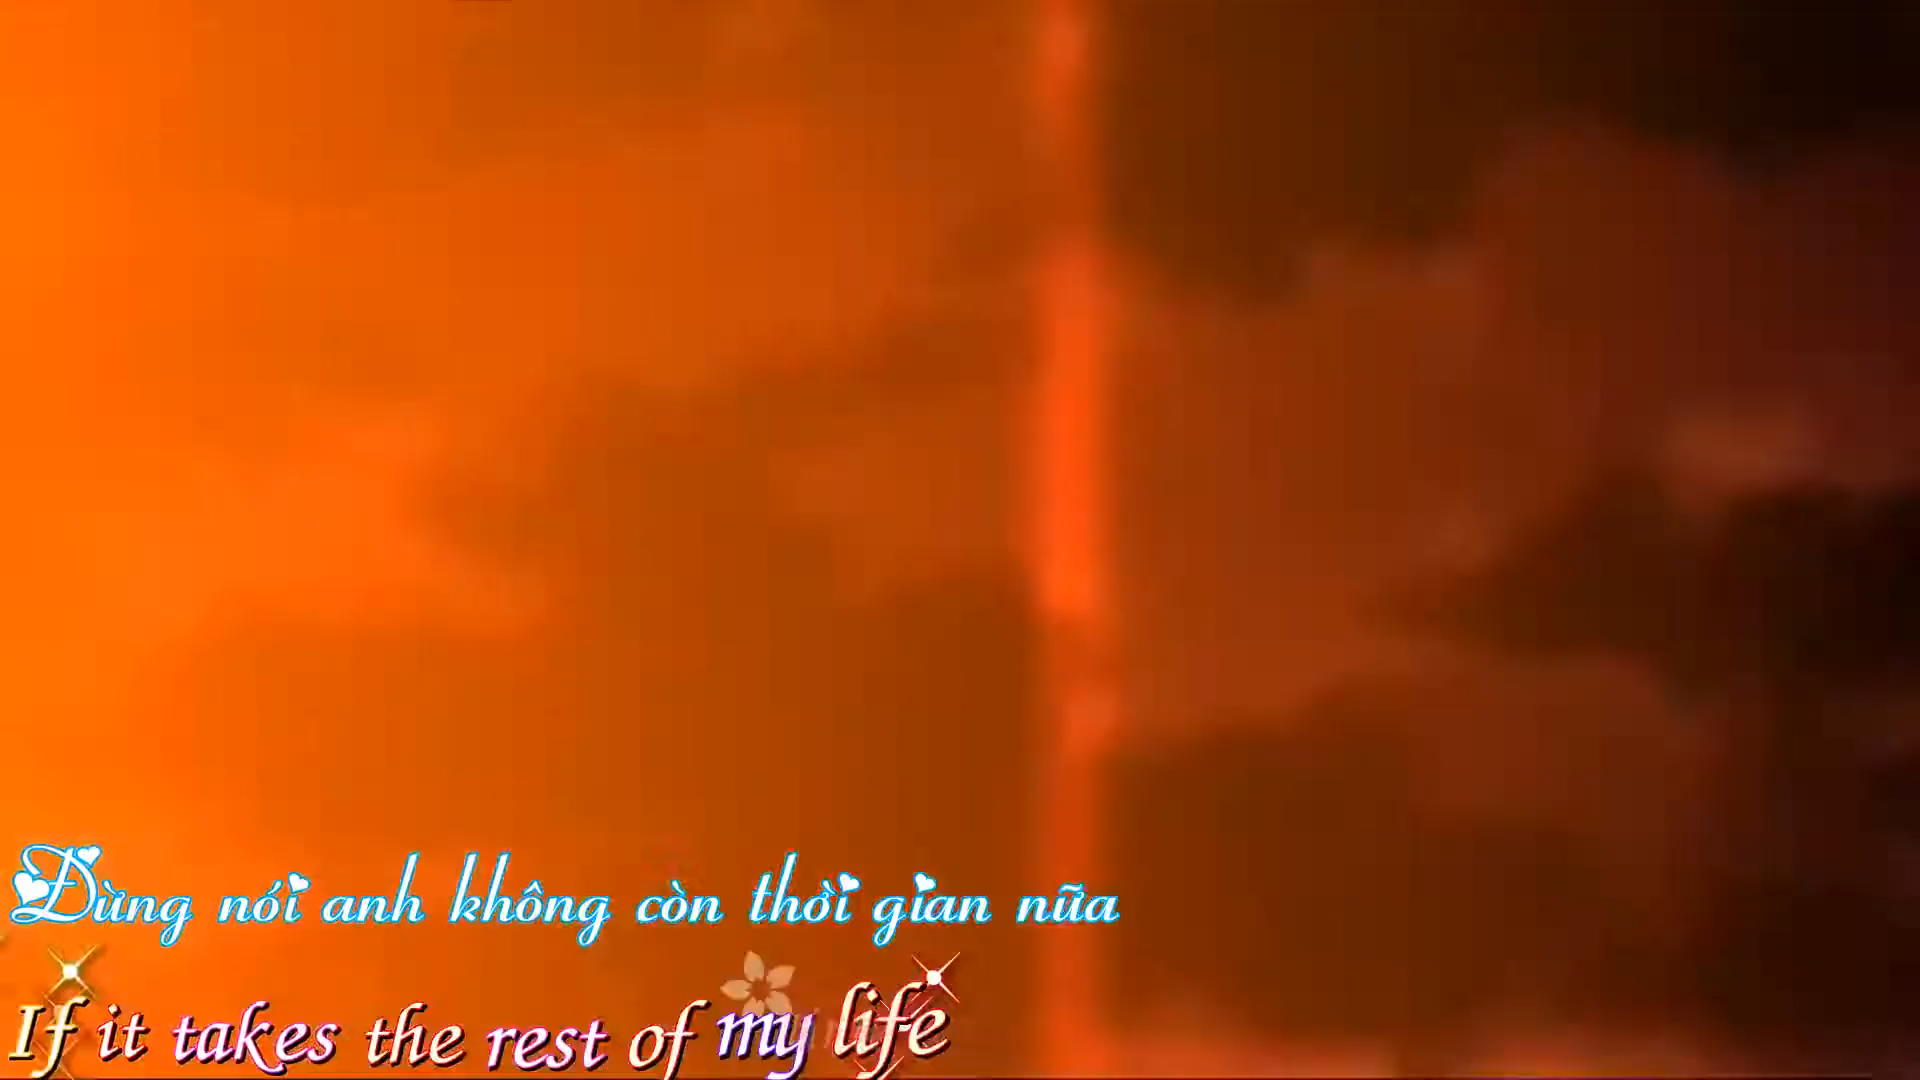 Đừng nói anh không còn thời gian nữa
If it takes the rest of my life